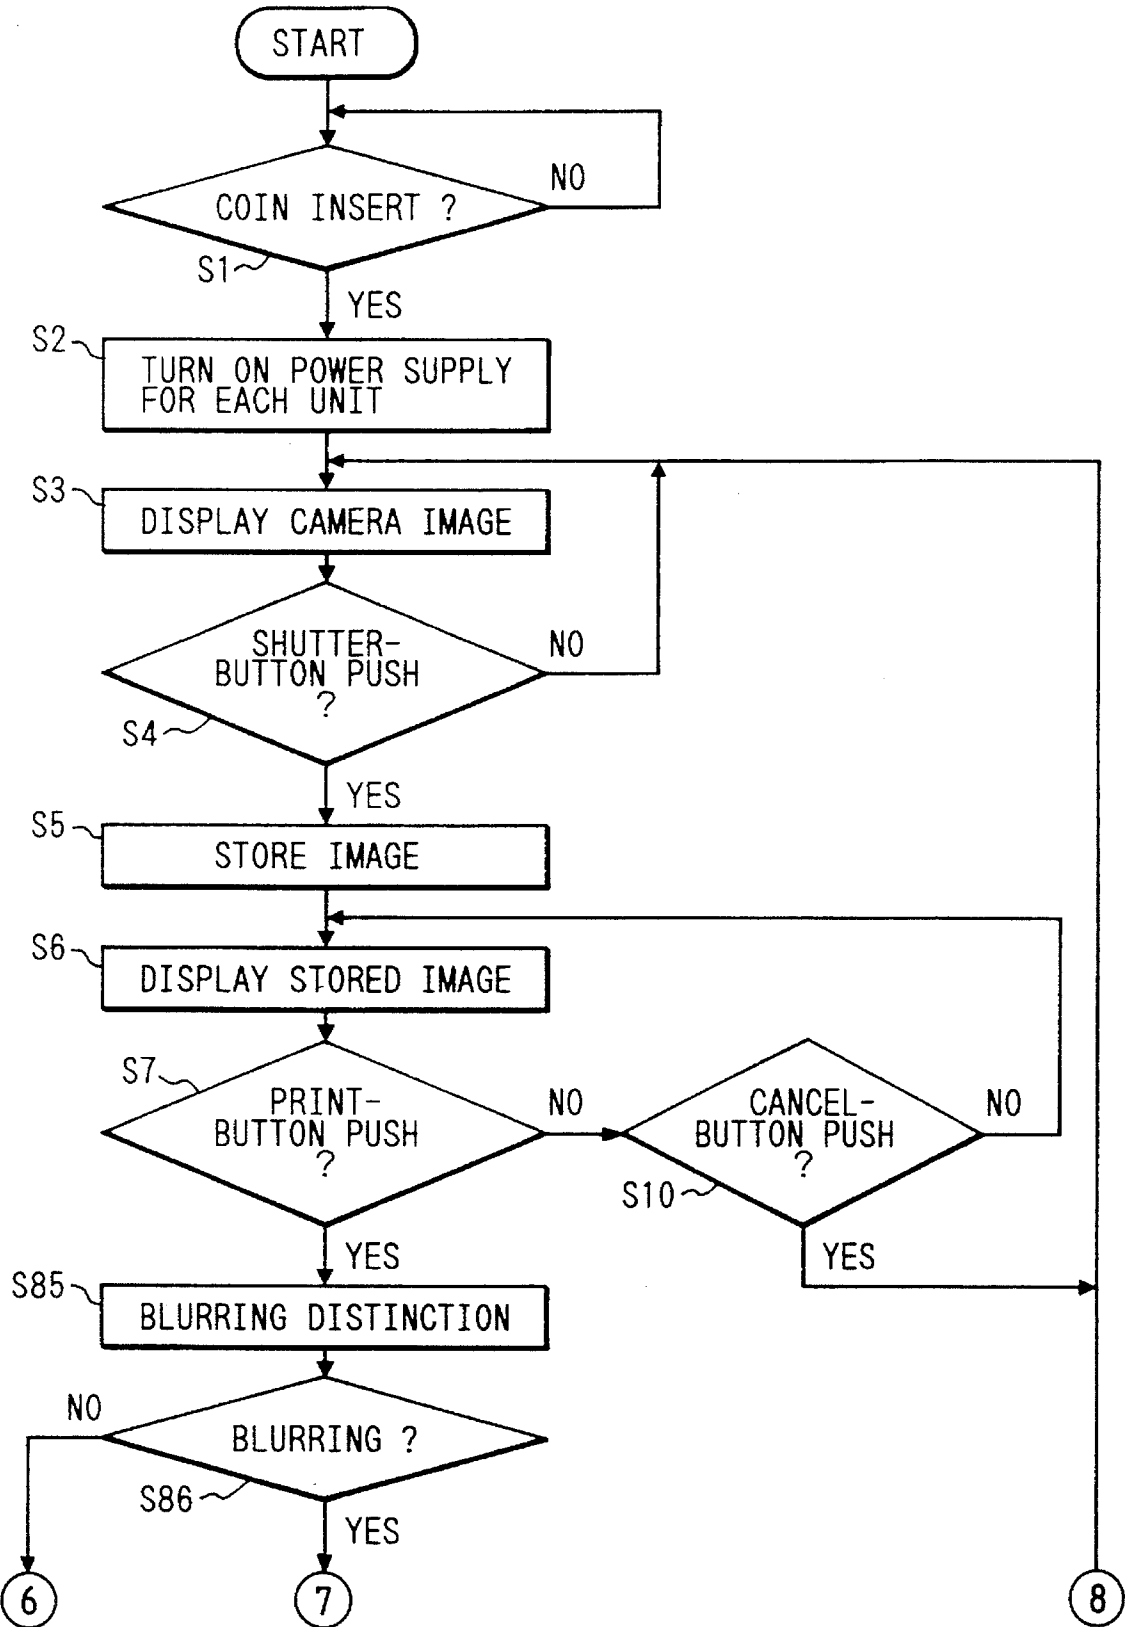 START
COIN INSERT ?
NO
S1
YES
S2
TURN ON POWER SUPPLY
FOR EACH UNIT
S3
DISPLAY CAMERA IMAGE
SHUTTER-
BUTTON PUSH
?
NO
S4
YES
S5
STORE IMAGE
S6
DISPLAY STORED IMAGE
S7
PRINT-
BUTTON PUSH
?
NO
CANCEL-
BUTTON PUSH
?
NO
S10
YES
YES
S85
BLURRING DISTINCTION
NO
BLURRING ?
S86
YES
6
7
8